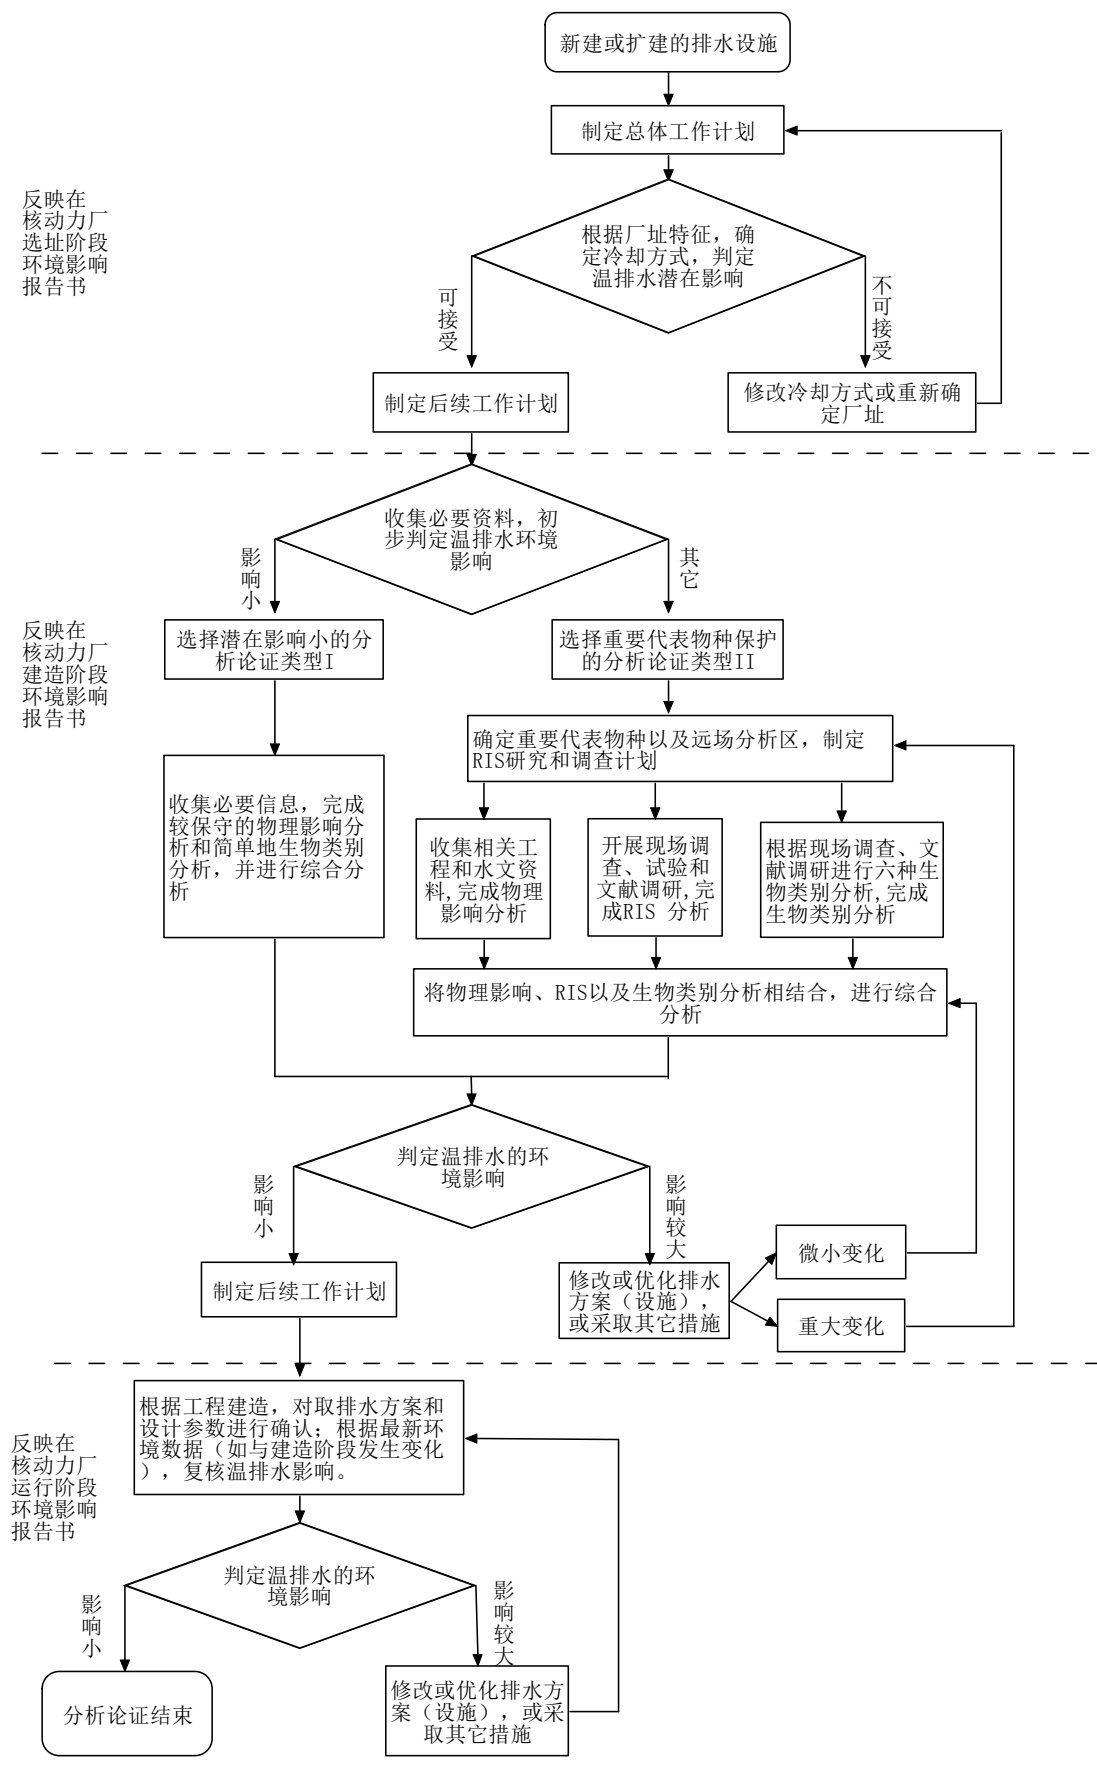 新建或扩建的排水设施
制定总体工作计划
反映在
核动力厂
选址阶段
环境影响
报告书
根据厂址特征，确
定冷却方式，判定
温排水潜在影响
可接受
不可接受
制定后续工作计划
修改冷却方式或重新确
定厂址
收集必要资料，初
步判定温排水环境
影响
影响小
其它
反映在
核动力厂
建造阶段
环境影响
报告书
选择潜在影响小的分
析论证类型I
选择重要代表物种保护
的分析论证类型II
确定重要代表物种以及远场分析区，制定
RIS研究和调查计划
收集必要信息，完成
较保守的物理影响分
析和简单地生物类别
分析，并进行综合分
析
收集相关工
程和水文资
料,完成物理
影响分析
开展现场调
查、试验和
文献调研,完
成RIS 分析
根据现场调查、文
献调研进行六种生
物类别分析,完成
生物类别分析
将物理影响、RIS以及生物类别分析相结合，进行综合
分析
判定温排水的环
境影响
影响小
影响较大
制定后续工作计划
修改或优化排水
方案（设施），
或采取其它措施
微小变化
重大变化
反映在
核动力厂
运行阶段
环境影响
报告书
根据工程建造，对取排水方案和
设计参数进行确认；根据最新环
境数据（如与建造阶段发生变化
），复核温排水影响。
判定温排水的环
境影响
影响小
影响较大
分析论证结束
修改或优化排水方
案（设施），或采
取其它措施